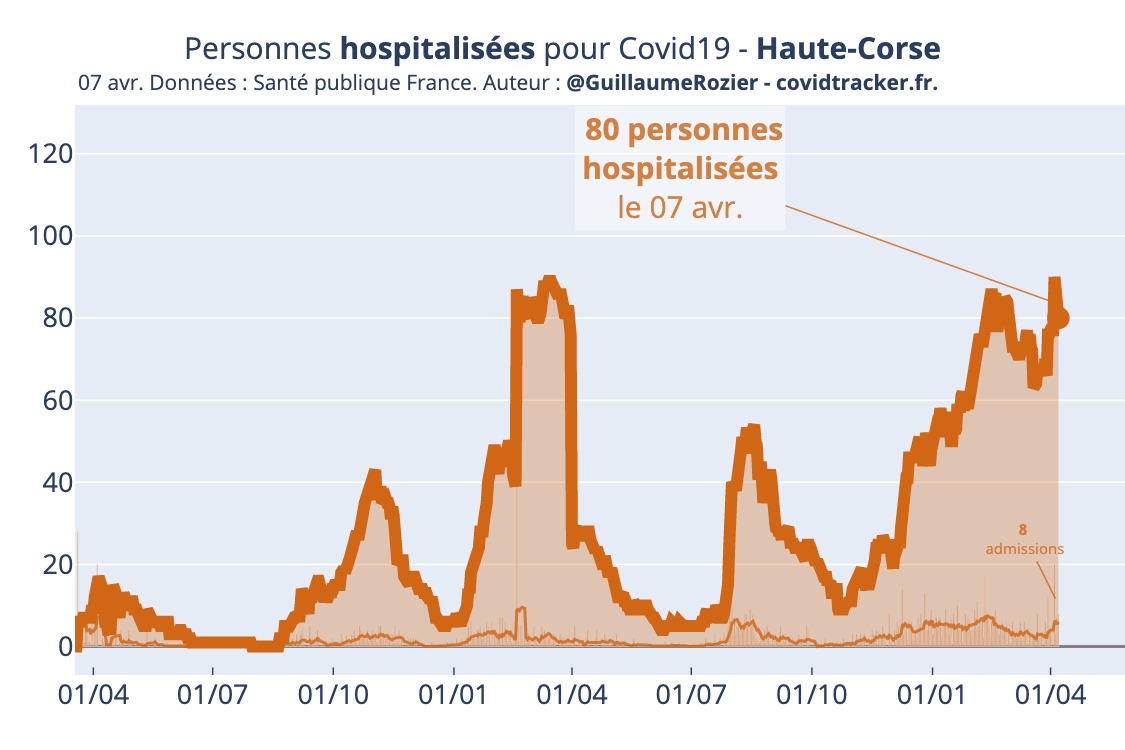 Personnes hospitalisées pour Covid19 - Haute-Corse
07 avr. Données : Santé publique France. Auteur : @GuillaumeRozier - covidtracker.fr.
80 personnes
hospitalisées
le 07 avr.
120
100
80
60
40
20
0
8
admissions
01/04 01/07 01/10 01/01 01/04 01/07 01/10 01/01 01/04